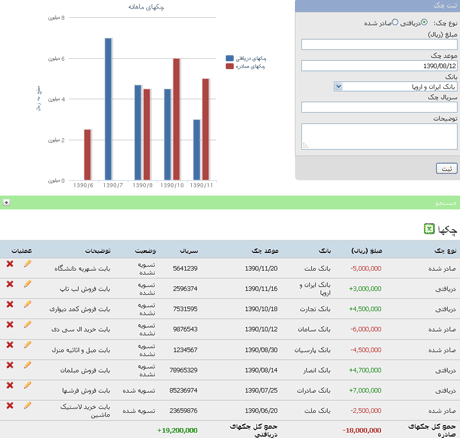 ثبت چک
نوع چک: دریافتی صادر شده
مبلغ (ریال)
موعد چک
1390/08/12
بانک
بانک ایران و اروپا
سریال چک
توضیحات
ثبت
چکهای ماهانه
8 میلیون
6 میلیون
4 میلیون
2 میلیون
0 میلیون
مبلغ به ریال
1390/6 1390/7 1390/8 1390/10 1390/11
چکهای دریافتی
چکهای صادره
جستجو
چکها
نوع چک مبلغ (ریال) بانک موعد چک سریال وضعیت توضیحات عملیات
صادر شده -5,000,000 بانک ملت 1390/11/20 5641239 تسویه نشده بابت شهریه دانشگاه
دریافتی +3,000,000 بانک ایران و اروپا 1390/11/16 2596374 تسویه نشده بابت فروش لپ تاپ
دریافتی +4,500,000 بانک تجارت 1390/10/18 7531595 تسویه نشده بابت فروش کمد دیواری
صادر شده -6,000,000 بانک سامان 1390/10/12 9876543 تسویه نشده بابت خرید ال سی دی
صادر شده -4,500,000 بانک پارسیان 1390/08/30 1234567 تسویه نشده بابت مبل و اثاثیه منزل
دریافتی +4,700,000 بانک انصار 1390/08/14 78965329 تسویه نشده بابت فروش مبلمان
دریافتی +7,000,000 بانک صادرات 1390/07/25 85236974 تسویه شده بابت فروش فرشها
صادر شده -2,500,000 بانک ملت 1390/06/20 23659876 تسویه شده بابت خرید لاستیک ماشین
جمع کل چکهای صادره -18,000,000 جمع کل چکهای دریافتی +19,200,000